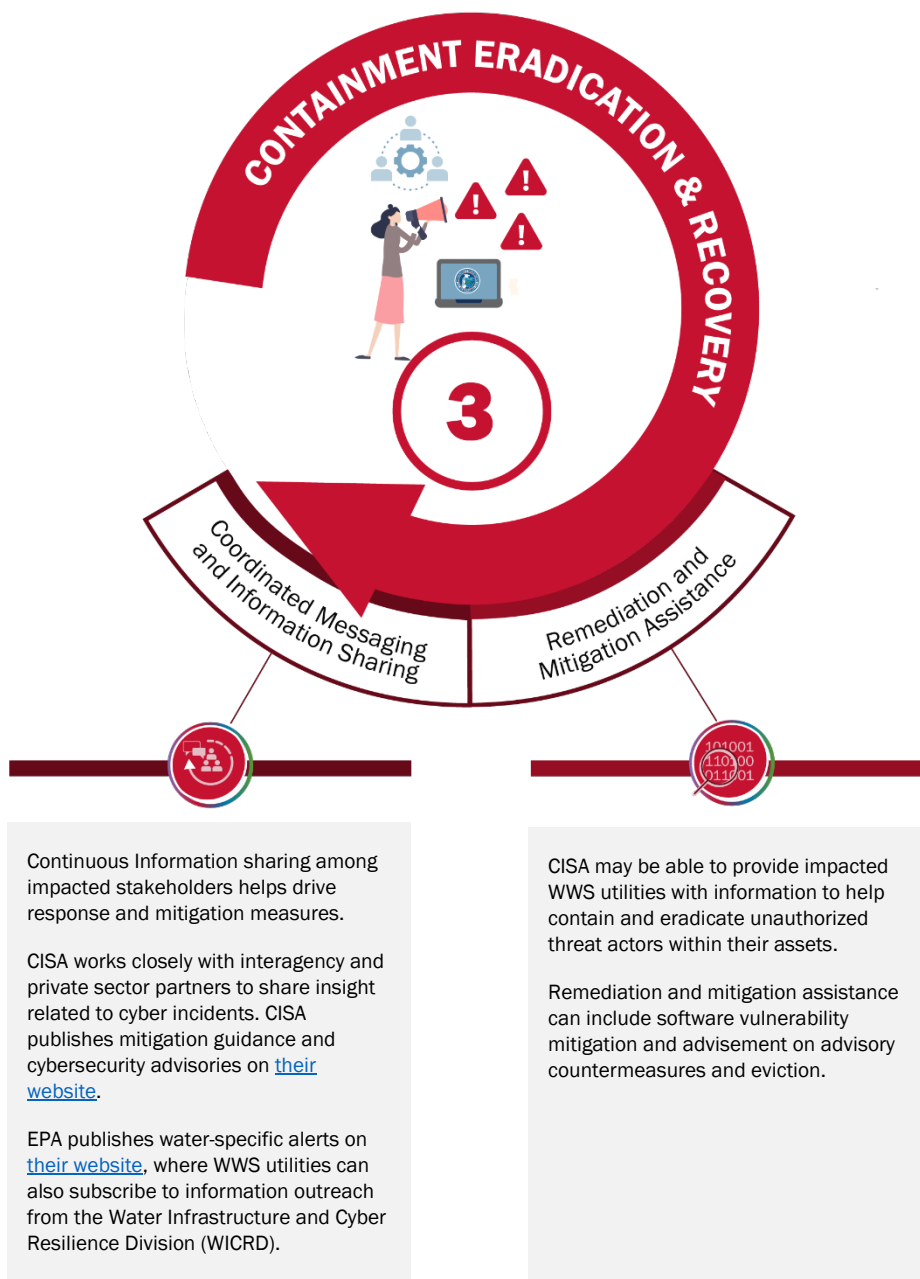 CONTAINMENT ERADICATION & RECOVERY
!
!
!
3
Coordinated Messaging
and Information Sharing
Remediation and
Mitigation Assistance
101001
110100
011001
Continuous Information sharing among
impacted stakeholders helps drive
response and mitigation measures.
CISA works closely with interagency and
private sector partners to share insight
related to cyber incidents. CISA
publishes mitigation guidance and
cybersecurity advisories on their
website.
EPA publishes water-specific alerts on
their website, where WWS utilities can
also subscribe to information outreach
from the Water Infrastructure and Cyber
Resilience Division (WICRD).
CISA may be able to provide impacted
WWS utilities with information to help
contain and eradicate unauthorized
threat actors within their assets.
Remediation and mitigation assistance
can include software vulnerability
mitigation and advisement on advisory
countermeasures and eviction.